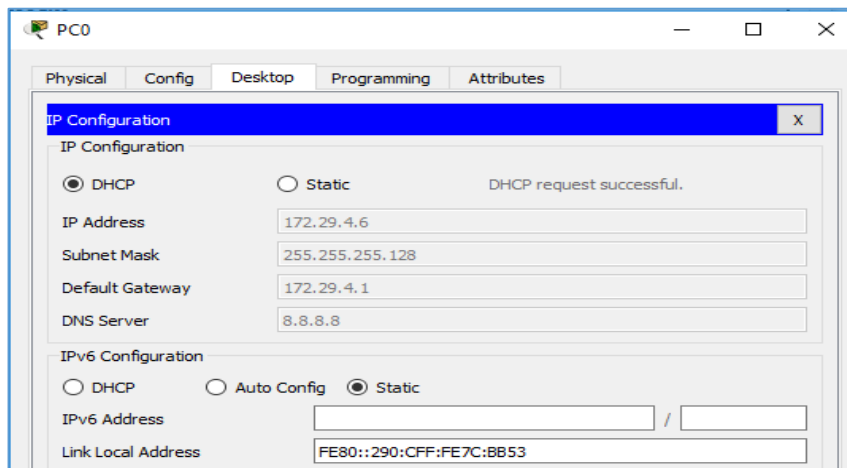 PC0
Physical Config Desktop Programming Attributes
IP Configuration X
IP Configuration
DHCP Static DHCP request successful.
IP Address 172.29.4.6
Subnet Mask 255.255.255.128
Default Gateway 172.29.4.1
DNS Server 8.8.8.8
IPv6 Configuration
DHCP Auto Config Static
IPv6 Address /
Link Local Address FE80::290:CFF:FE7C:BB53